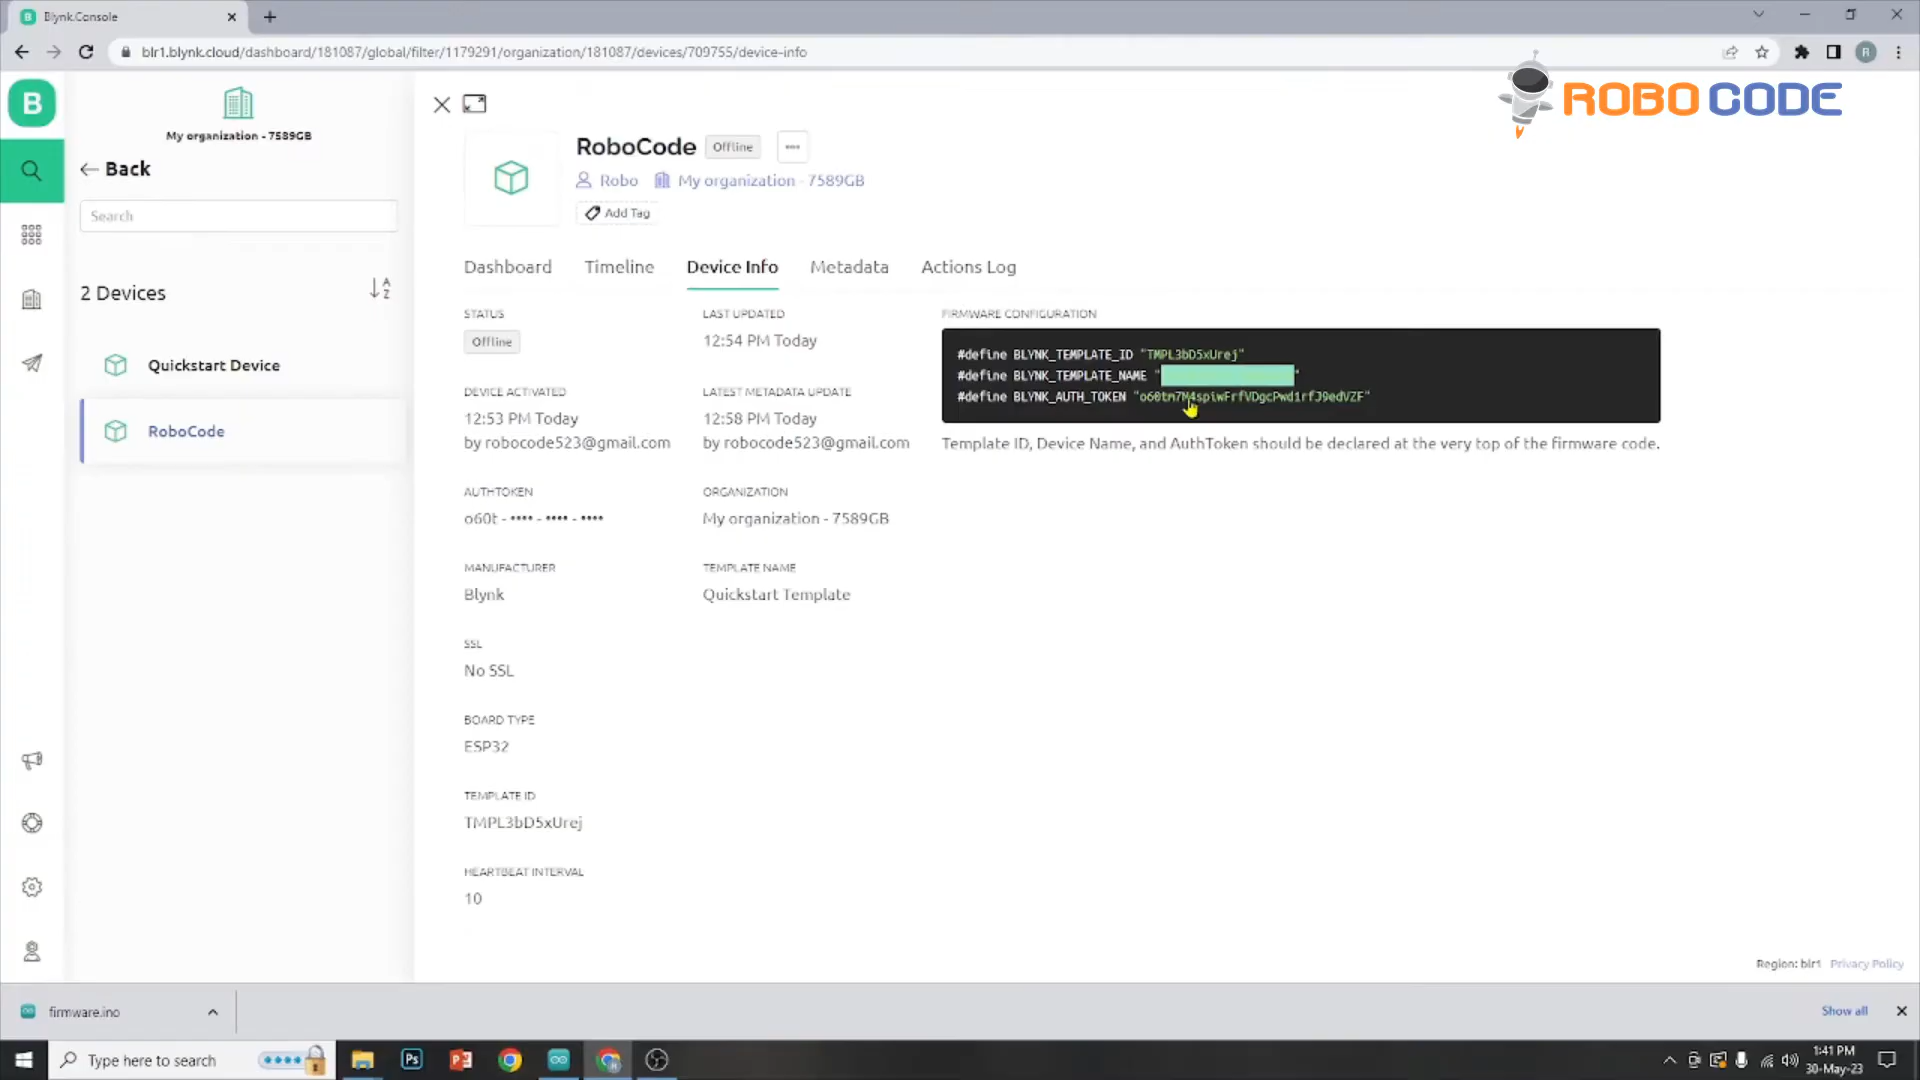 Blynk.Console
blr1.blynk.cloud/dashboard/181087/global/filter/1179291/organization/181087/devices/709755/device-info
R
ROBO CODE
B
My organization - 7589GB
Back
Search
2 Devices
A
Z
Quickstart Device
RoboCode
RoboCode
Offline
Robo
My organization - 7589GB
Add Tag
Dashboard
Timeline
Device Info
Metadata
Actions Log
STATUS
Offline
LAST UPDATED
12:54 PM Today
FIRMWARE CONFIGURATION
#define BLYNK_TEMPLATE_ID "TMPL3bD5xUrej"
#define BLYNK_TEMPLATE_NAME " "
#define BLYNK_AUTH_TOKEN
Template ID, Device Name, and AuthToken should be declared at the very top of the firmware code.
DEVICE ACTIVATED
12:53 PM Today
by robocode523@gmail.com
LATEST METADATA UPDATE
12:58 PM Today
by robocode523@gmail.com
AUTHTOKEN
o60t - •••• - •••• - ••••
ORGANIZATION
My organization - 7589GB
MANUFACTURER
Blynk
TEMPLATE NAME
Quickstart Template
SSL
No SSL
BOARD TYPE
ESP32
TEMPLATE ID
TMPL3bD5xUrej
HEARTBEAT INTERVAL
10
Region: blr1 Privacy Policy
firmware.ino
Show all
Type here to search
Ps
1:41 PM
30-May-23